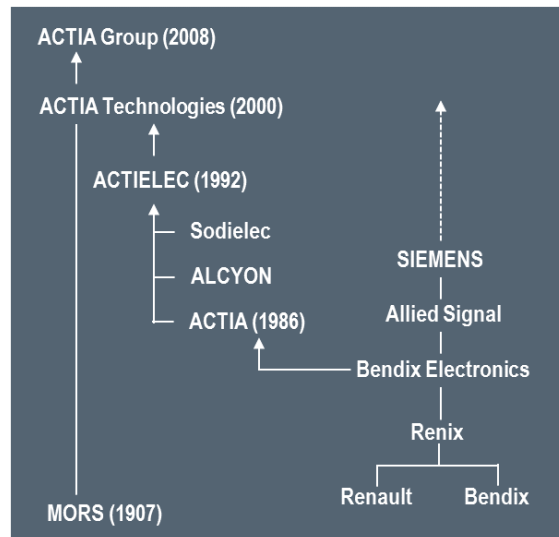 ACTIA Group (2008)
ACTIA Technologies (2000)
ACTIELEC (1992)
Sodielec
ALCYON
ACTIA (1986)
SIEMENS
Allied Signal
Bendix Electronics
Renix
Renault
Bendix
MORS (1907)